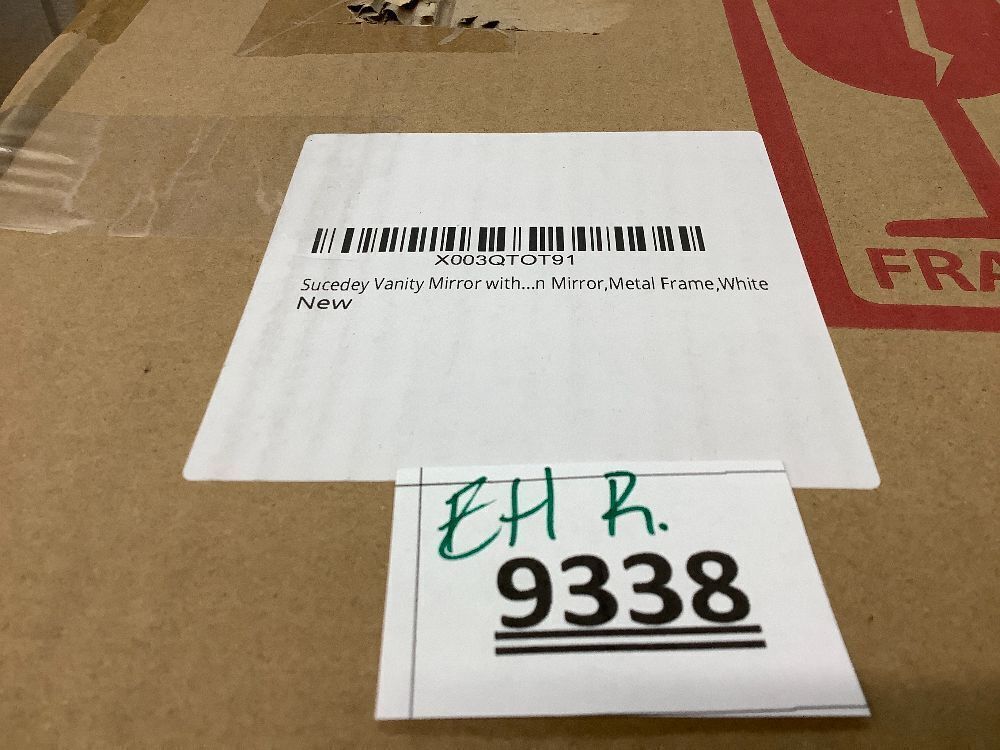 X003QTOT91
Sucedey Vanity Mirror with...n Mirror,Metal Frame,White
New
FRA
EH R.
9338